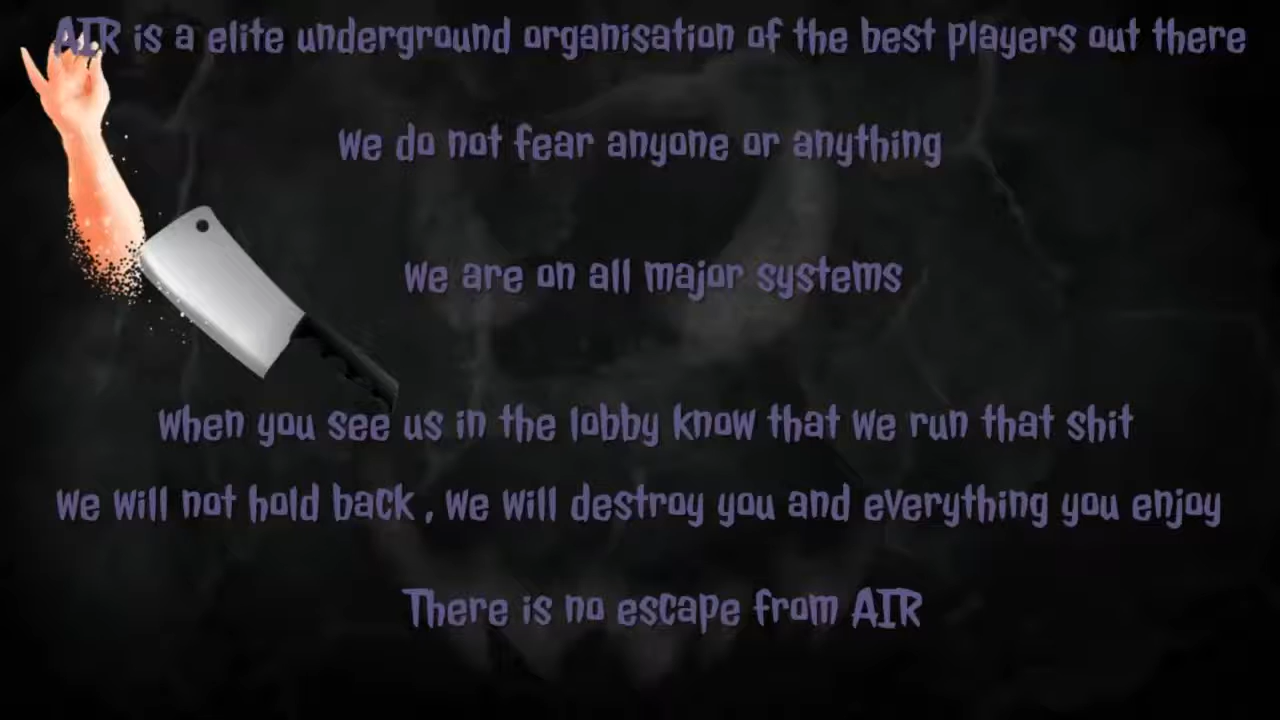 AIR is a elite underground organisation of the best players out there
we do not fear anyone or anything
we are on all major systems
when you see us in the lobby know that we run that shit
we will not hold back , we will destroy you and everything you enjoy
There is no escape from AIR